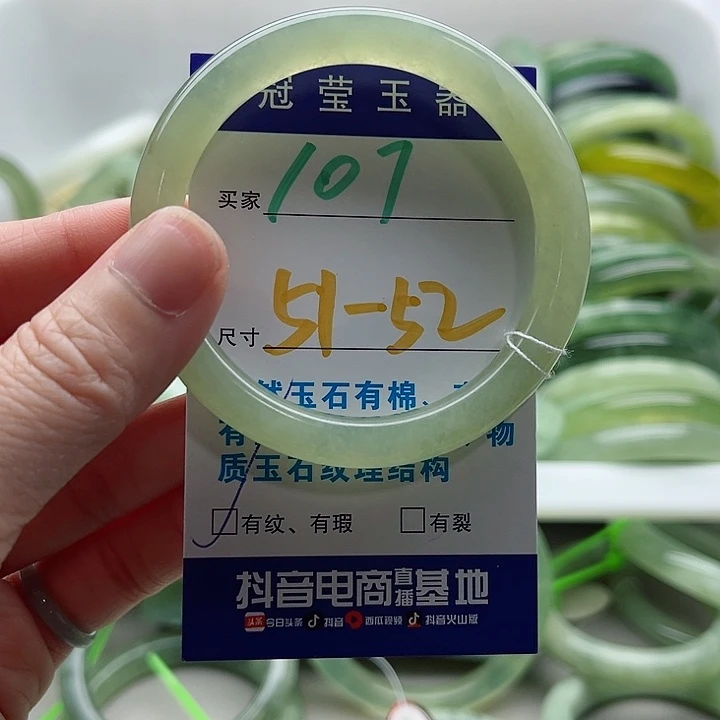 冠莹玉器
买家 107
尺寸 51-52
然玉石有棉、
有 物
质玉石纹理结构
有纹、有瑕 有裂
抖音电商直播基地
今日头条 抖音 西瓜视频 抖音火山版